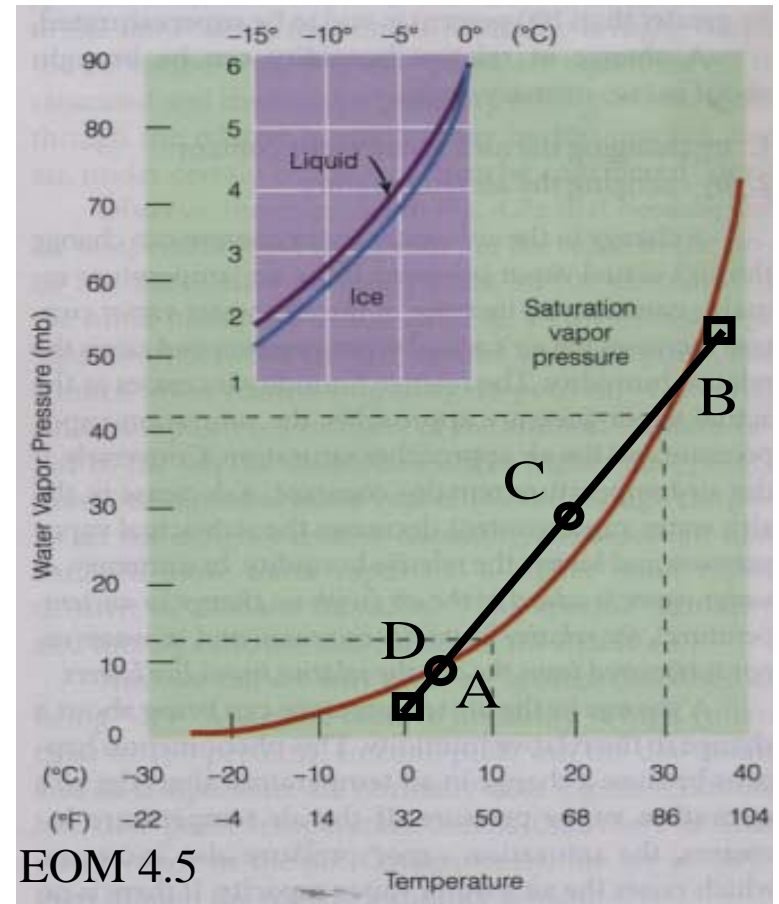 -15° -10° -5° 0° (°C)
90
6
80
5
Liquid
4
70
3
60
Ice
2
Saturation
vapor
pressure
50
1
B
40
C
30
Water Vapor Pressure (mb)
20
D
10
A
0
(°C) -30 -20 -10 0 10 20 30 40
(°F) -22 -4 14 32 50 68 86 104
EOM 4.5
Temperature